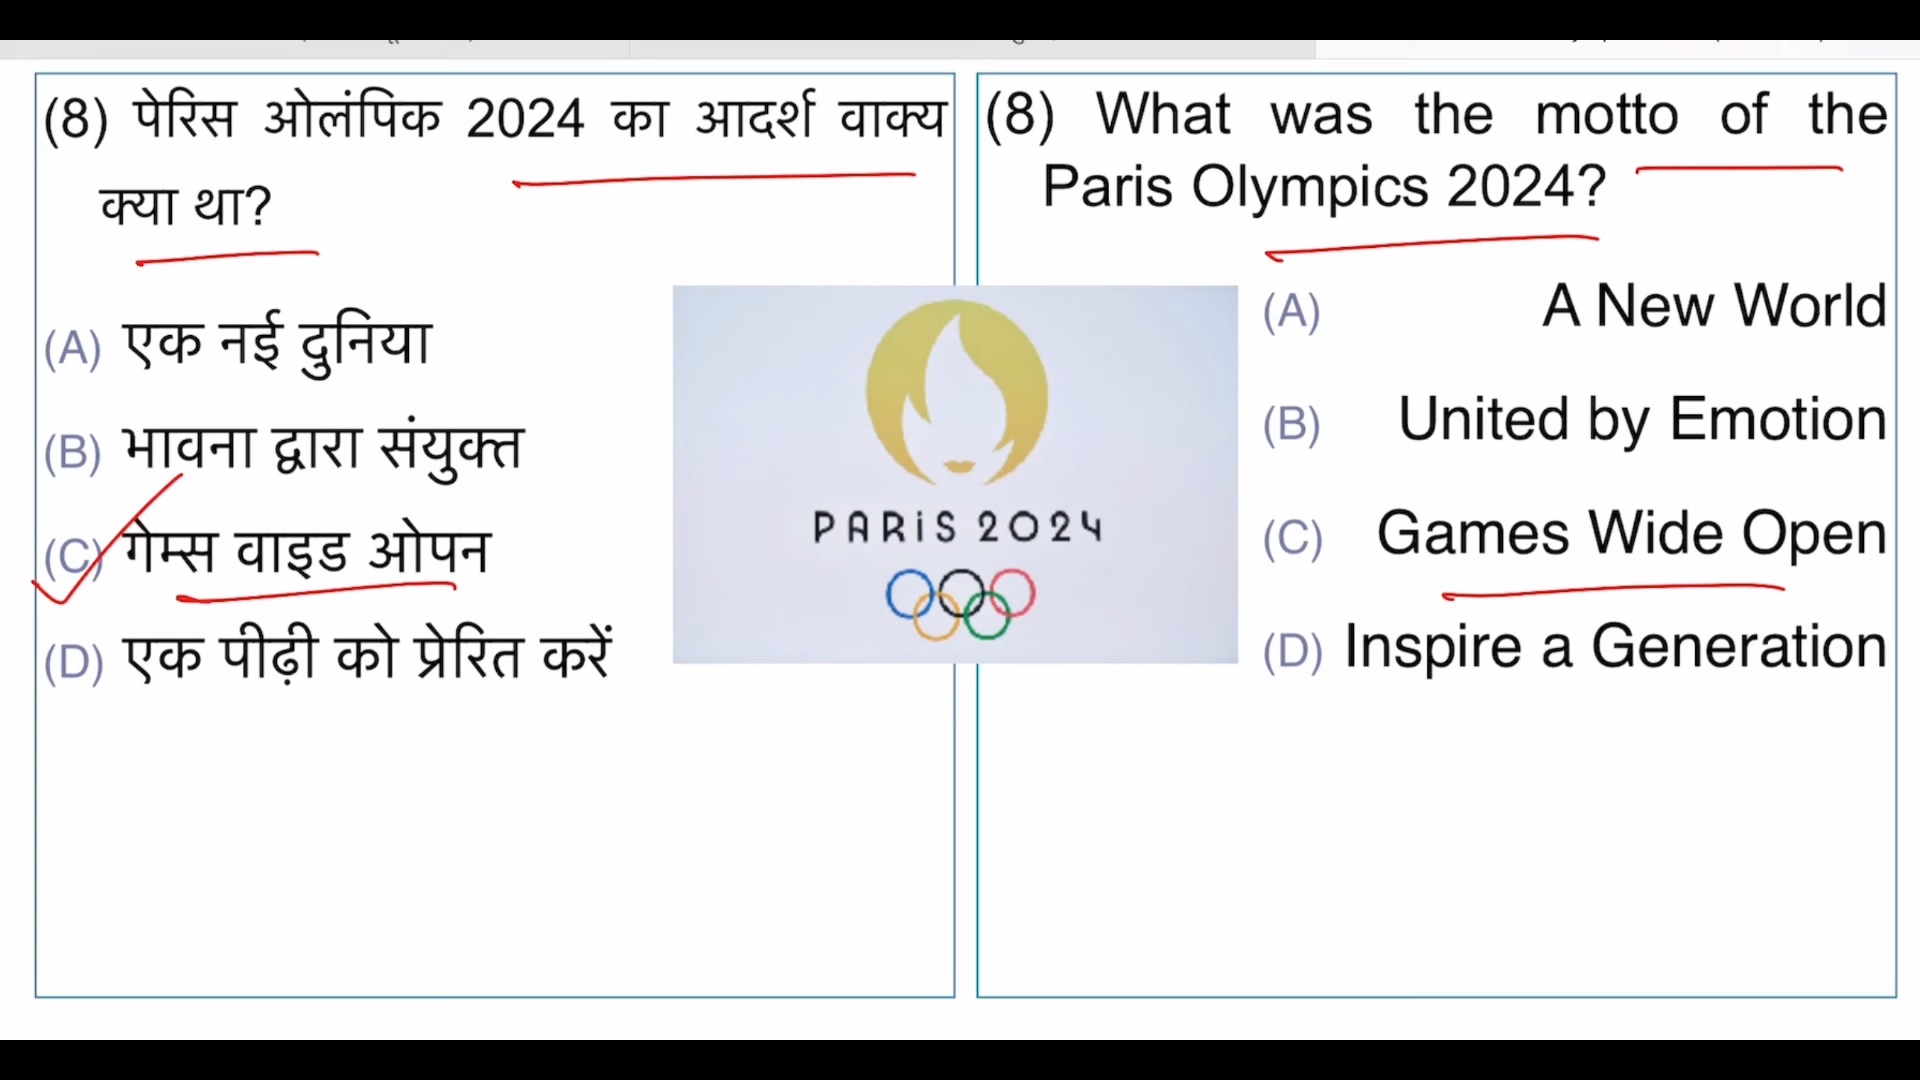 (8) पेरिस ओलंपिक 2024 का आदर्श वाक्य
क्या था?
(A) एक नई दुनिया
(B) भावना द्वारा संयुक्त
(C) गेम्स वाइड ओपन
(D) एक पीढ़ी को प्रेरित करें
PARIS 2024
(8) What was the motto of the
Paris Olympics 2024?
(A) A New World
(B) United by Emotion
(C) Games Wide Open
(D) Inspire a Generation